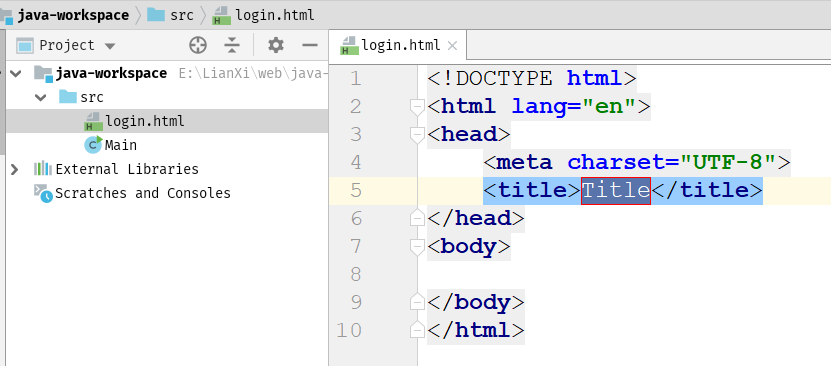 java-workspace src login.html
Project
login.html
java-workspace E:\LianXi\web\java-
src
login.html
Main
External Libraries
Scratches and Consoles
1 <!DOCTYPE html>
2 <html lang="en">
3 <head>
4 <meta charset="UTF-8">
5 <title>Title</title>
6 </head>
7 <body>
8
9 </body>
10 </html>